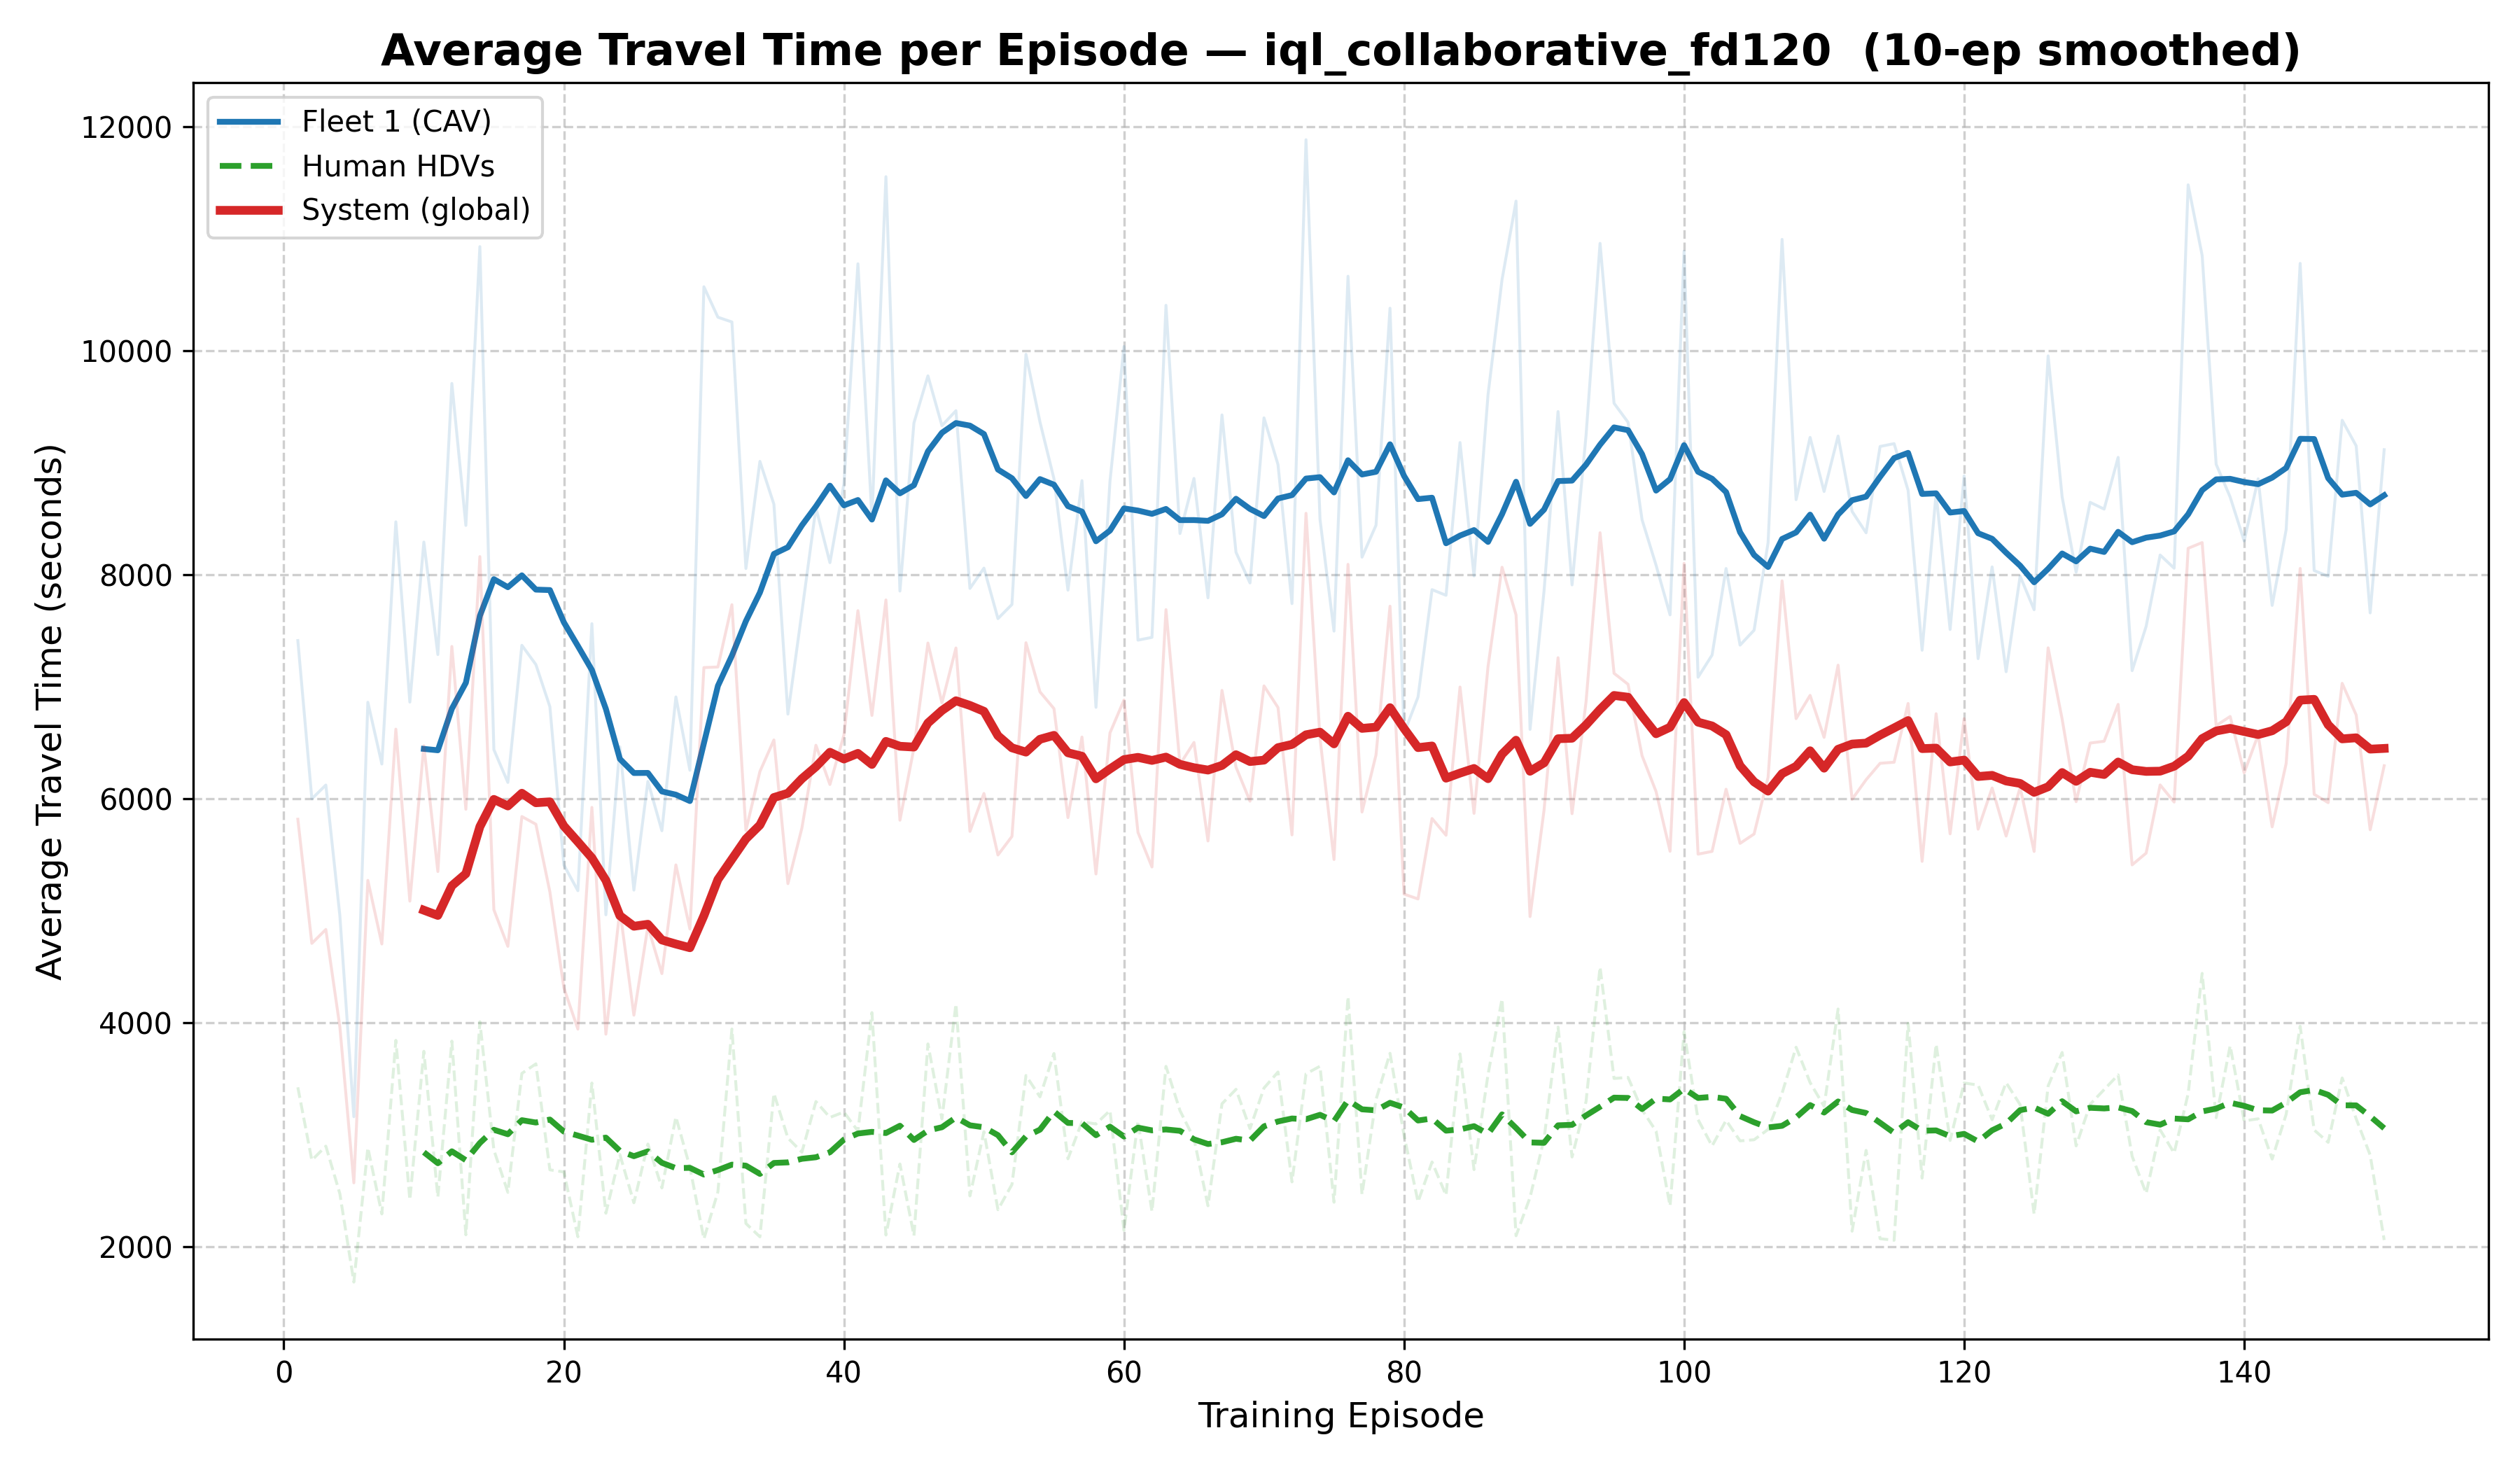 Average Travel Time per Episode — iql_collaborative_fd120  (10-ep smoothed)
Fleet 1 (CAV)
Human HDVs
System (global)
Average Travel Time (seconds)
12000
10000
8000
6000
4000
2000
0 20 40 60 80 100 120 140
Training Episode